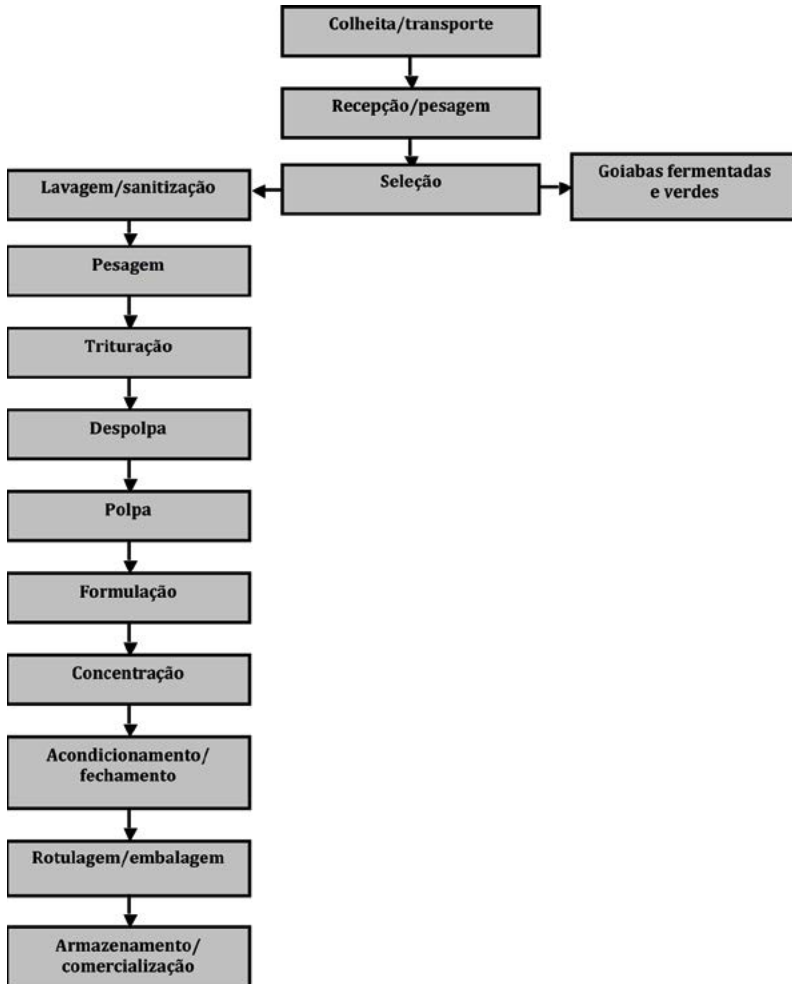 Colheita/transporte
Recepção/pesagem
Seleção
Goiabas fermentadas
e verdes
Lavagem/sanitização
Pesagem
Trituração
Despolpa
Polpa
Formulação
Concentração
Acondicionamento/
fechamento
Rotulagem/embalagem
Armazenamento/
comercialização